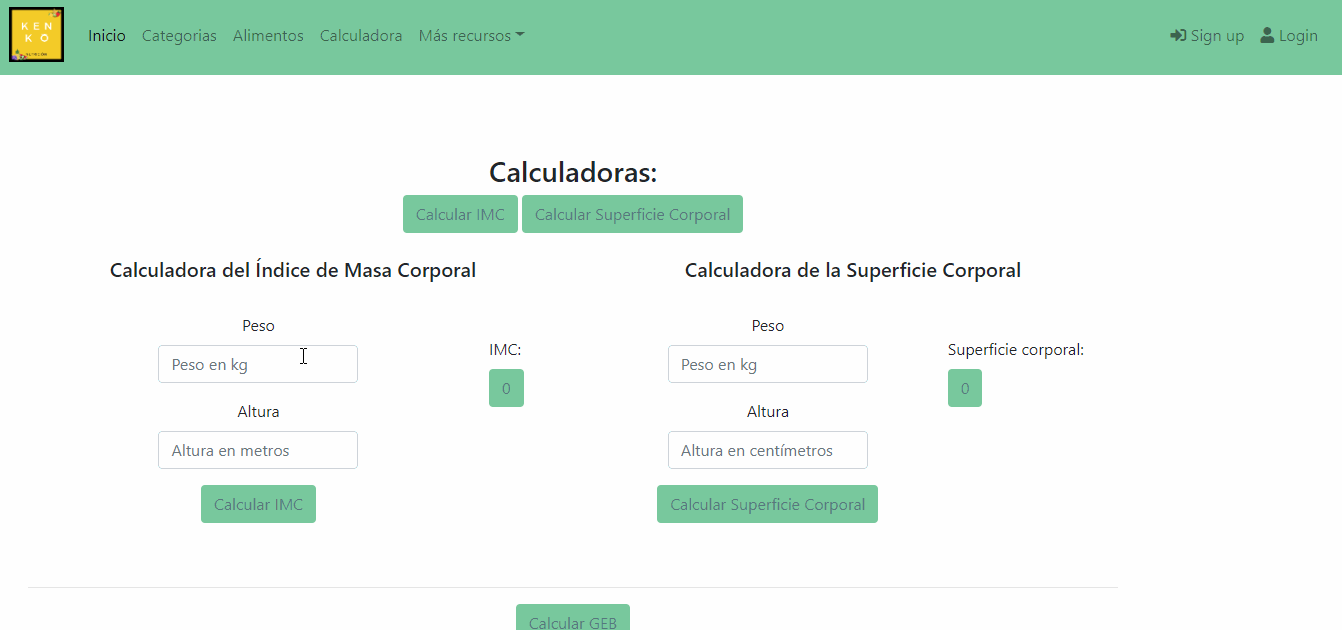 KEN
KO
Inicio Categorias Alimentos Calculadora Más recursos Sign up Login
Calculadoras:
Calcular IMC Calcular Superficie Corporal
Calculadora del Índice de Masa Corporal
Peso
Peso en kg
IMC:
0
Altura
Altura en metros
Calcular IMC
Calculadora de la Superficie Corporal
Peso
Peso en kg
Superficie corporal:
0
Altura
Altura en centímetros
Calcular Superficie Corporal
Calcular GEB